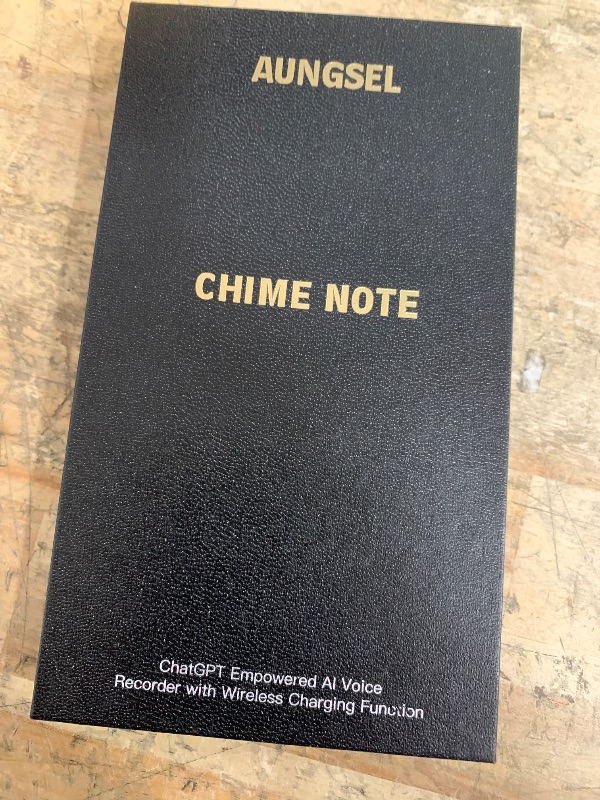 AUNGSEL
CHIME NOTE
ChatGPT Empowered AI Voice
Recorder with Wireless Charging Function